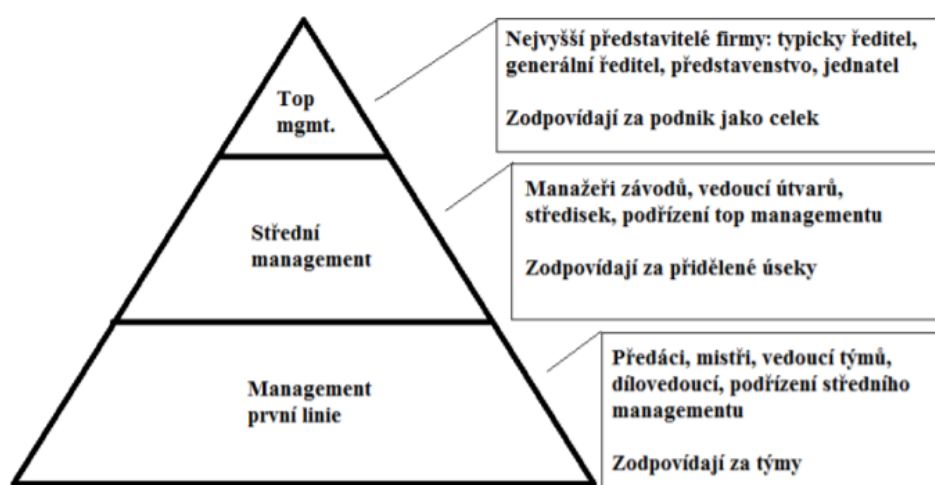 Top
mgmt.
Nejvyšší představitelé firmy: typicky ředitel,
generální ředitel, představenstvo, jednatel
Zodpovídají za podnik jako celek
Střední
management
Manažeři závodů, vedoucí útvarů,
středisek, podřízení top managementu
Zodpovídají za přidělené úseky
Management
první linie
Předáci, mistři, vedoucí týmů,
dílovedoucí, podřízení středního
managementu
Zodpovídají za týmy